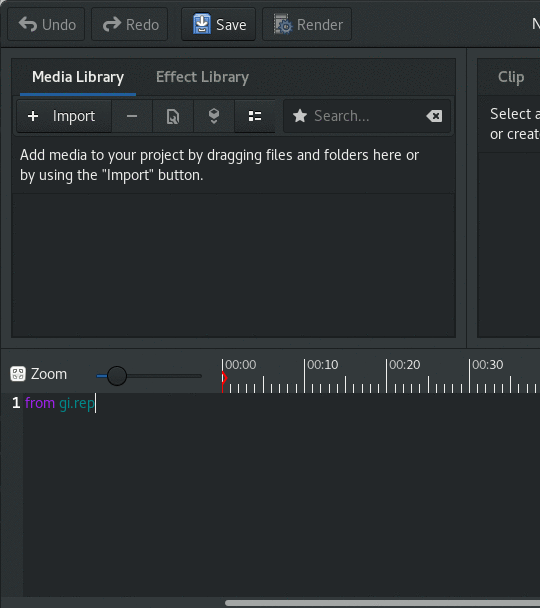 Undo Redo Save Render N
Media Library Effect Library Clip
Import Search...
Select a
or create
Add media to your project by dragging files and folders here or
by using the "Import" button.
00:00 00:10 00:20 00:30
Zoom
1 from gi.rep